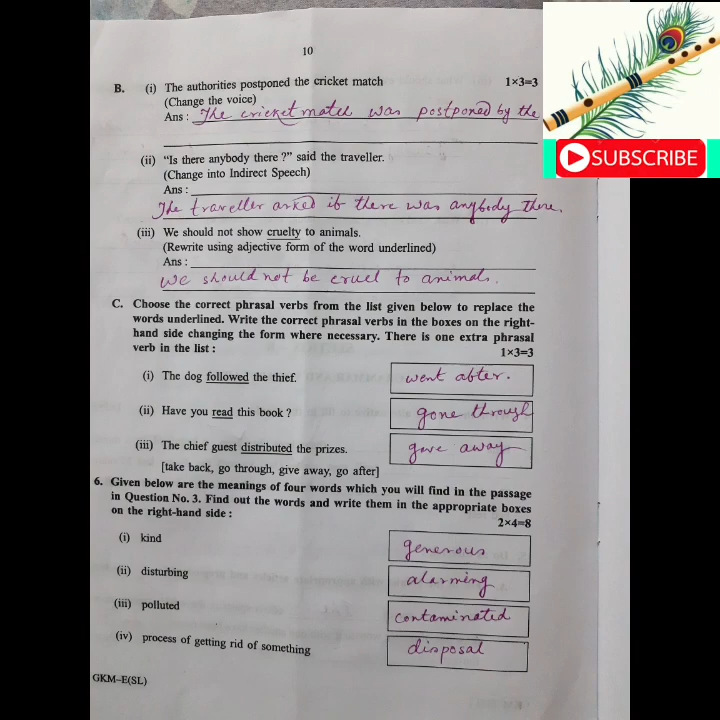 10
B. (i) The authorities postponed the cricket match 1×3=3
(Change the voice)
Ans : The cricket match was postponed by the
(ii) “Is there anybody there ?” said the traveller.
(Change into Indirect Speech)
Ans :
The traveller asked if there was anybody there.
(iii) We should not show cruelty to animals.
(Rewrite using adjective form of the word underlined)
Ans :
We should not be cruel to animals.
C. Choose the correct phrasal verbs from the list given below to replace the
words underlined. Write the correct phrasal verbs in the boxes on the right-
hand side changing the form where necessary. There is one extra phrasal
verb in the list : 1×3=3
(i) The dog followed the thief. went after.
(ii) Have you read this book ? gone through
(iii) The chief guest distributed the prizes. gave away
[take back, go through, give away, go after]
6. Given below are the meanings of four words which you will find in the passage
in Question No. 3. Find out the words and write them in the appropriate boxes
on the right-hand side : 2×4=8
(i) kind generous
(ii) disturbing alarming
(iii) polluted contaminated
(iv) process of getting rid of something disposal
GKM–E(SL)
SUBSCRIBE